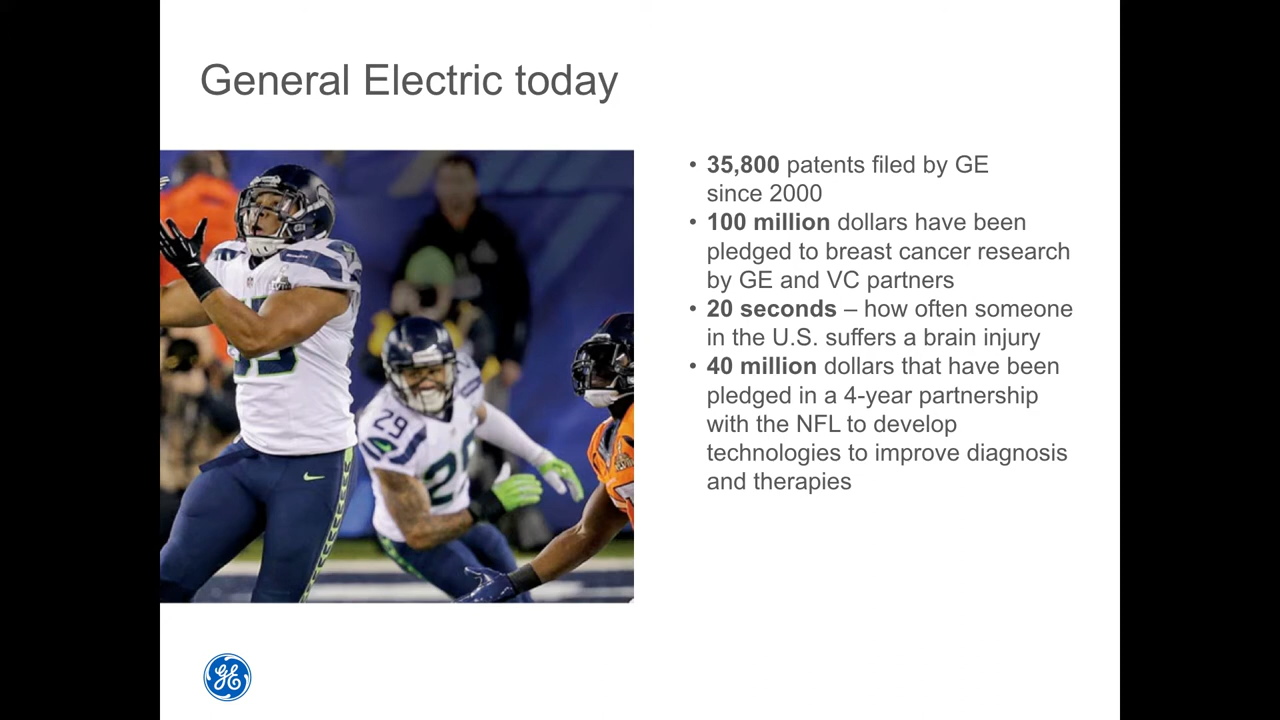 General Electric today
• 35,800 patents filed by GE
since 2000
• 100 million dollars have been
pledged to breast cancer research
by GE and VC partners
• 20 seconds – how often someone
in the U.S. suffers a brain injury
• 40 million dollars that have been
pledged in a 4-year partnership
with the NFL to develop
technologies to improve diagnosis
and therapies
29
GE